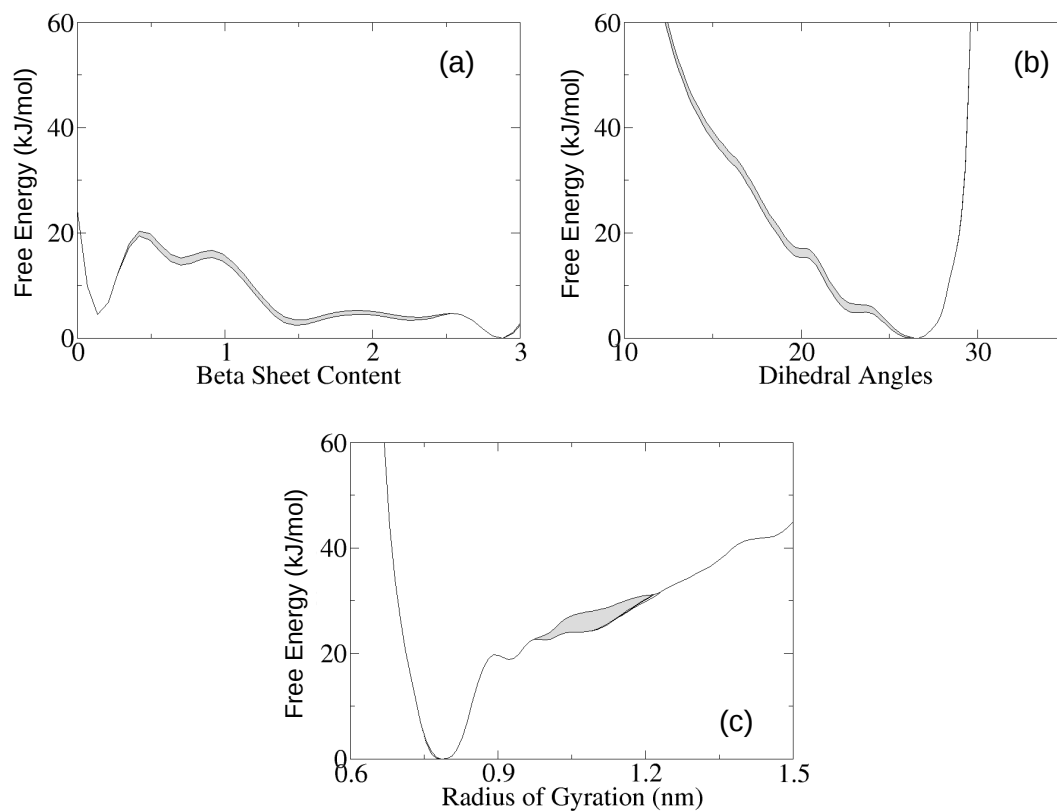 60
40
20
0
0
1
2
3
Free Energy (kJ/mol)
Beta Sheet Content
(a)
60
40
20
0
10
20
30
Free Energy (kJ/mol)
Dihedral Angles
(b)
60
40
20
0
0.6
0.9
1.2
1.5
Free Energy (kJ/mol)
Radius of Gyration (nm)
(c)